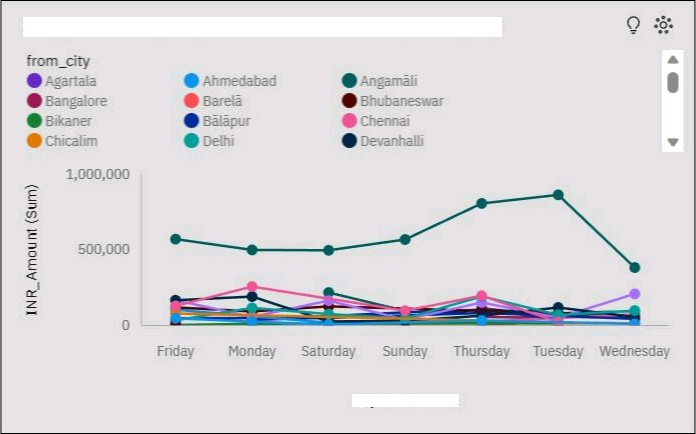 from_city
Agartala Ahmedabad Angamāli
Bangalore Barelā Bhubaneswar
Bikaner Bālāpur Chennai
Chicalim Delhi Devanhalli
1,000,000
500,000
0
INR_Amount (Sum)
Friday Monday Saturday Sunday Thursday Tuesday Wednesday